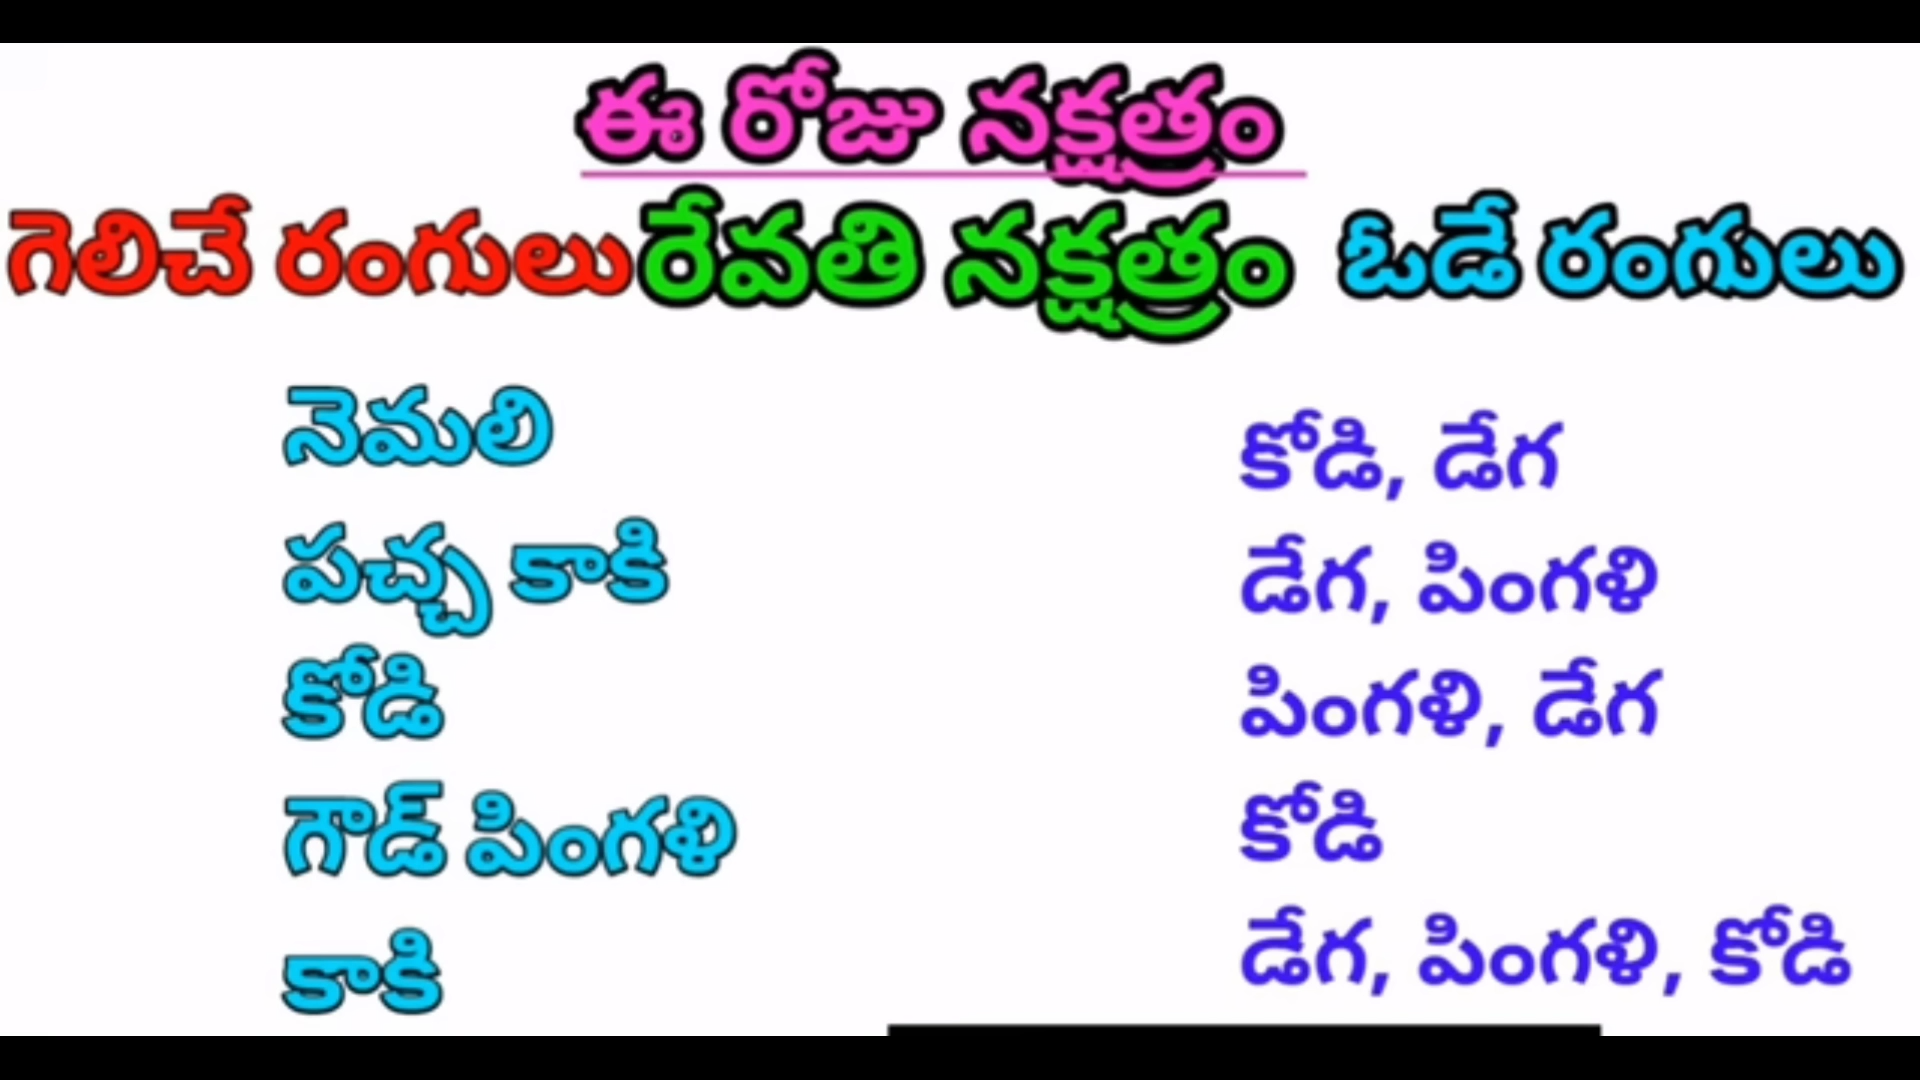 ఈ రోజు నక్షత్రం
గెలిచే రంగులు రేవతి నక్షత్రం ఓడే రంగులు
నెమలి
కోడి, డేగ
పచ్చ కాకి
డేగ, పింగళి
కోడి
పింగళి, డేగ
గౌడ్ పింగళి
కోడి
కాకి
డేగ, పింగళి, కోడి